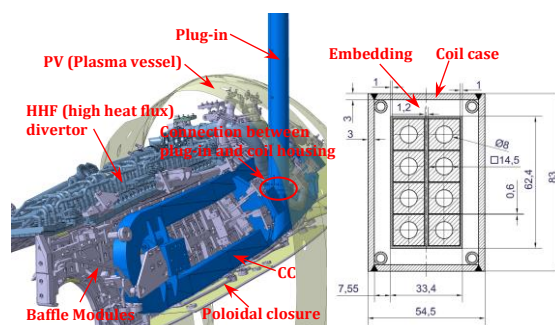 Plug-in
PV (Plasma vessel)
HHF (high heat flux)
divertor
Connection between
plug-in and coil housing
CC
Baffle Modules
Poloidal closure
Embedding
Coil case
1
1
1,2
3
3
Ø8
□14,5
0,6
62,4
83
7,55
33,4
54,5